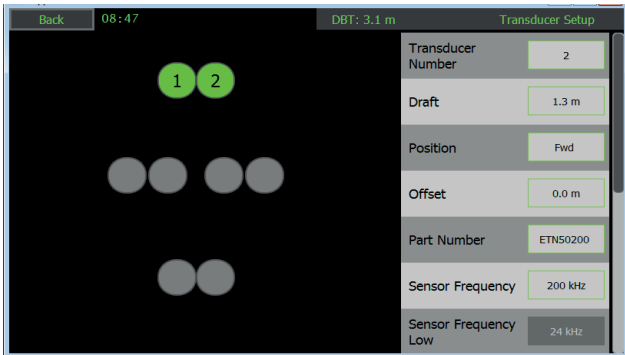 Back 08:47 DBT: 3.1 m Transducer Setup
1 2
Transducer Number 2
Draft 1.3 m
Position Fwd
Offset 0.0 m
Part Number ETN50200
Sensor Frequency 200 kHz
Sensor Frequency Low 24 kHz